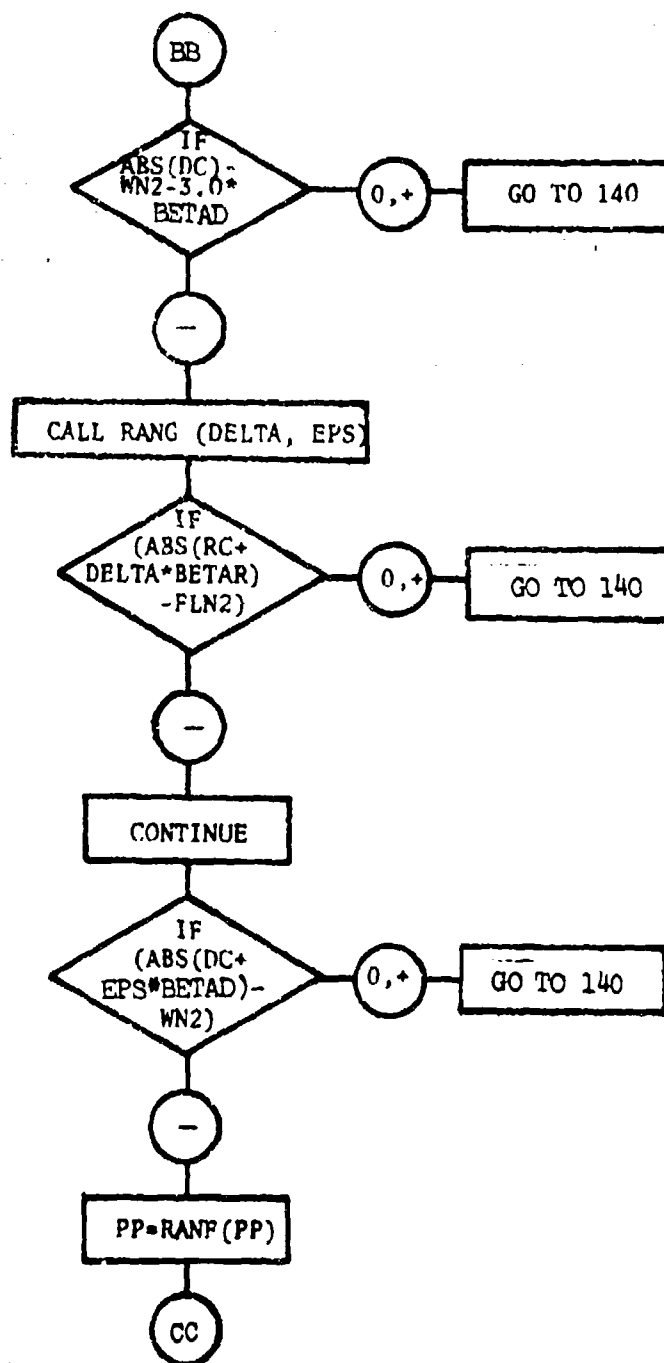 BB
IF
ABS(DC)-
WN2-3.0*
BETAD
0,+
GO TO 140
-
CALL RANG (DELTA, EPS)
IF
(ABS(RC+
DELTA*BETAR)
-FLN2)
0,+
GO TO 140
-
CONTINUE
IF
(ABS(DC+
EPS*BETAD)-
WN2)
0,+
GO TO 140
-
PP=RANF(PP)
CC